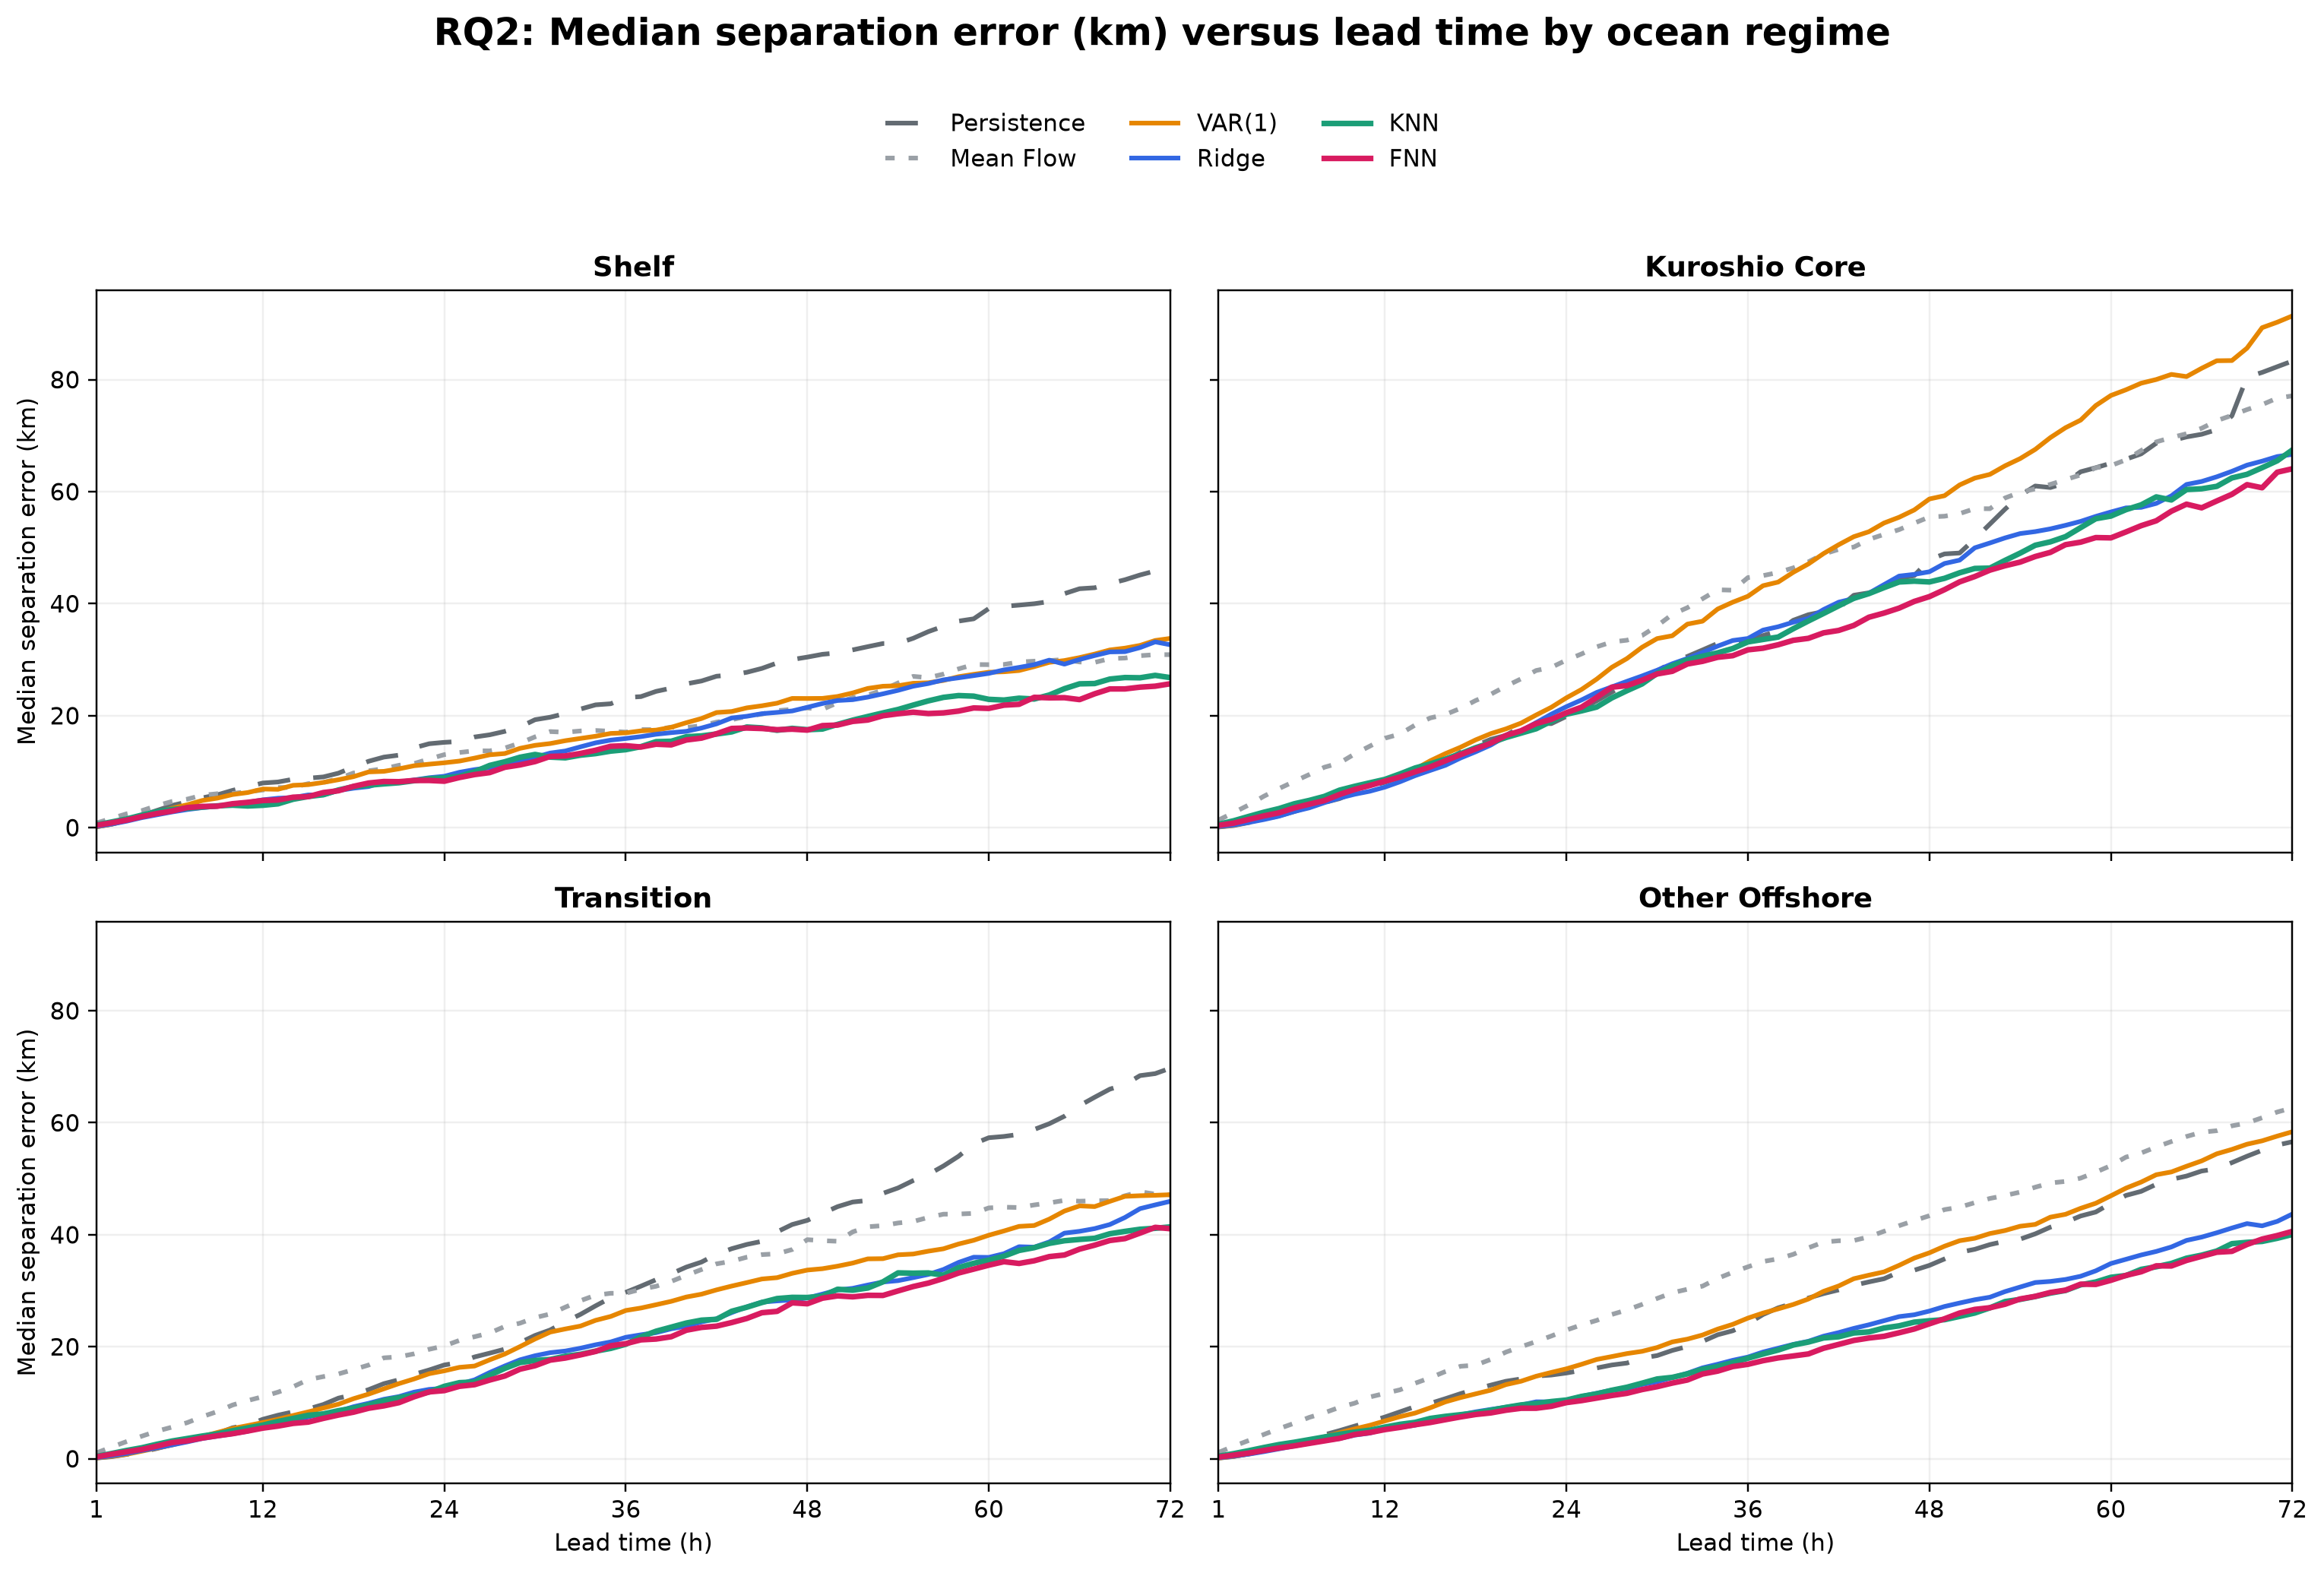 RQ2: Median separation error (km) versus lead time by ocean regime
Persistence VAR(1) KNN
Mean Flow Ridge FNN
Shelf Kuroshio Core
Median separation error (km)
80
60
40
20
0
Transition Other Offshore
Median separation error (km)
80
60
40
20
0
1 12 24 36 48 60 72 1 12 24 36 48 60 72
Lead time (h) Lead time (h)